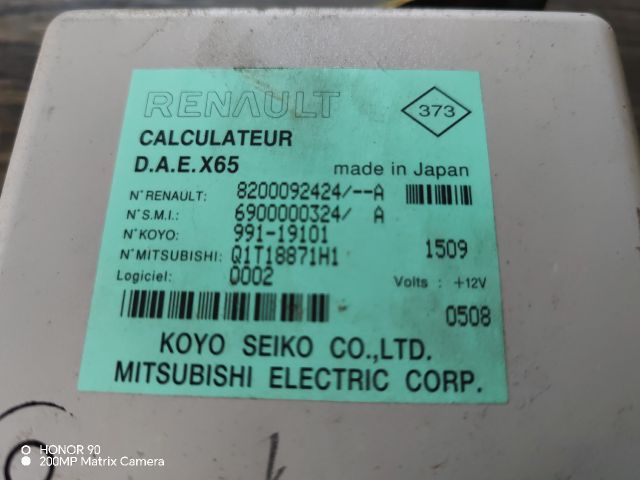 RENAULT
373
CALCULATEUR
D.A.E.X65
made in Japan
N°RENAULT: 8200092424/--A
N°S.M.I.: 6900000324/ A
N°KOYO: 991-19101
N°MITSUBISHI: Q1T18871H1
1509
Logiciel: 0002
Volts : +12V
0508
KOYO SEIKO CO.,LTD.
MITSUBISHI ELECTRIC CORP.
HONOR 90
200MP Matrix Camera